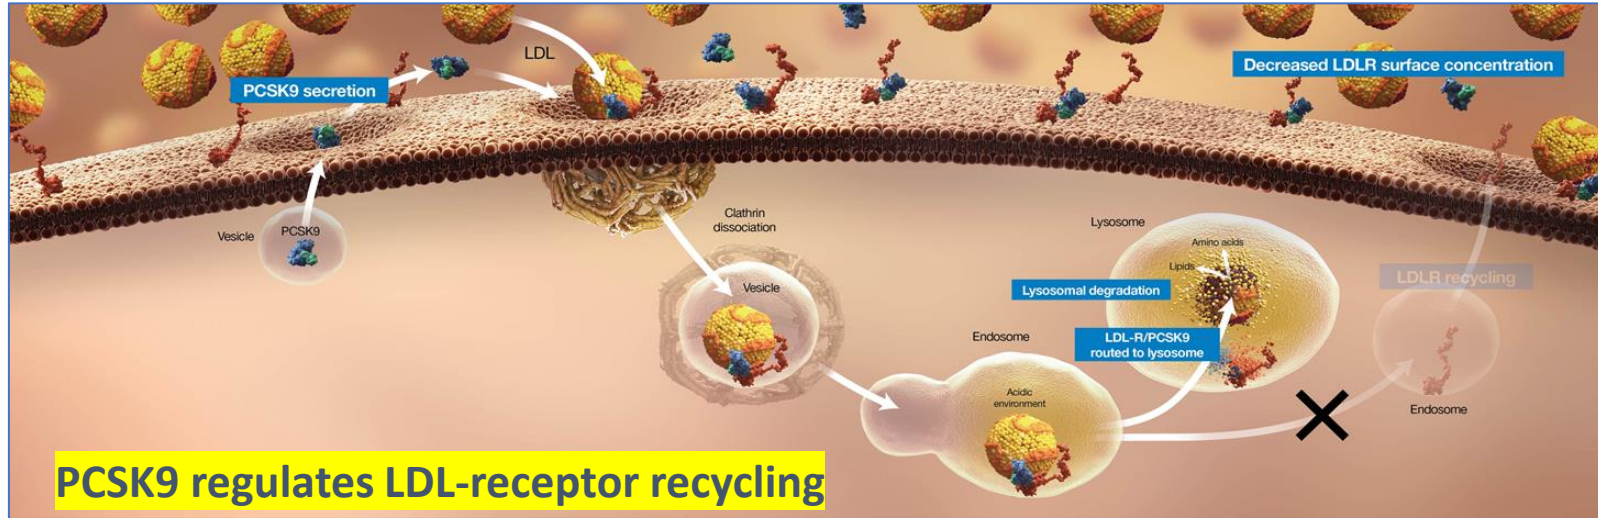 LDL
PCSK9 secretion
Decreased LDLR surface concentration
Vesicle
PCSK9
Clathrin
dissociation
Vesicle
Lysosome
Amino acids
Lipids
Lysosomal degradation
LDL-R/PCSK9
routed to lysosome
LDLR recycling
Endosome
Acidic
environment
Endosome
PCSK9 regulates LDL-receptor recycling